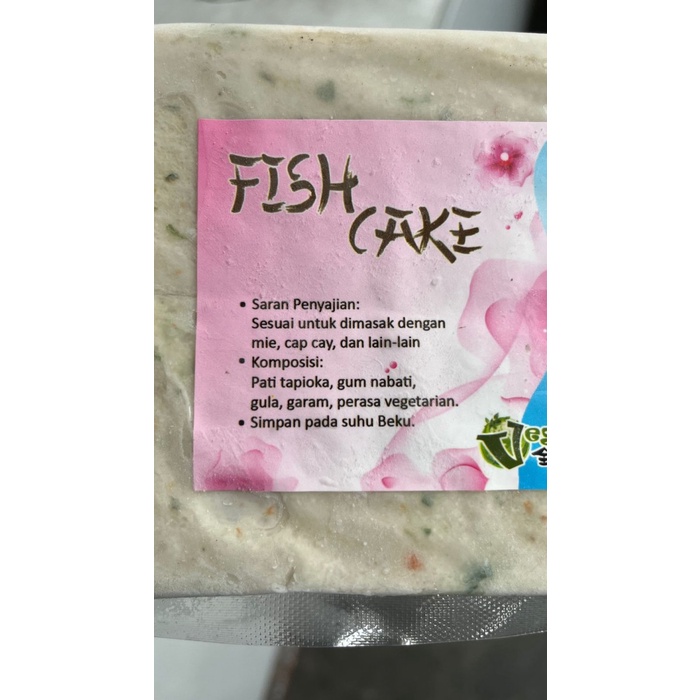 FISH
CAKE
• Saran Penyajian:
Sesuai untuk dimasak dengan
mie, cap cay, dan lain-lain
• Komposisi:
Pati tapioka, gum nabati,
gula, garam, perasa vegetarian.
• Simpan pada suhu Beku.